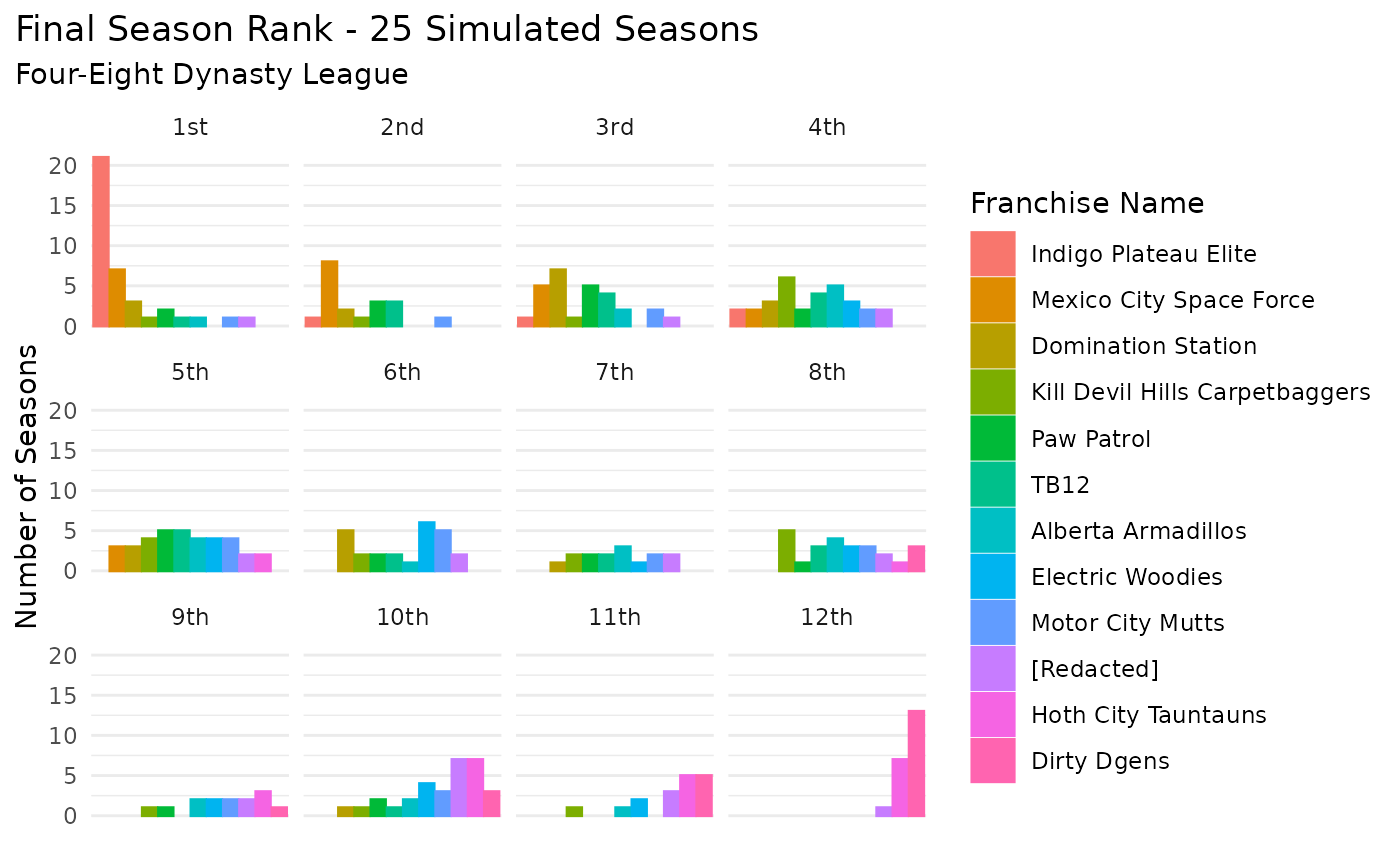 Final Season Rank - 25 Simulated Seasons
Four-Eight Dynasty League
1st 2nd 3rd 4th
20
15
10
5
0
5th 6th 7th 8th
20
15
10
5
0
9th 10th 11th 12th
20
15
10
5
0
Number of Seasons
Franchise Name
Indigo Plateau Elite
Mexico City Space Force
Domination Station
Kill Devil Hills Carpetbaggers
Paw Patrol
TB12
Alberta Armadillos
Electric Woodies
Motor City Mutts
[Redacted]
Hoth City Tauntauns
Dirty Dgens